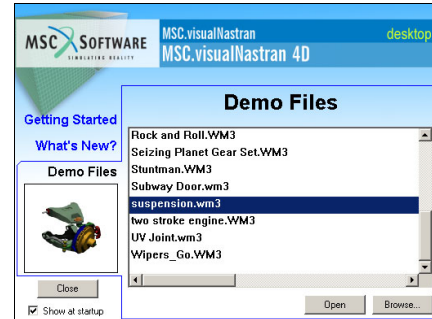 MSC SOFTWARE
SIMULATING REALITY
MSC.visualNastran desktop
MSC.visualNastran 4D
Getting Started
What's New?
Demo Files
Demo Files
Rock and Roll.WM3
Seizing Planet Gear Set.WM3
Stuntman.WM3
Subway Door.wm3
suspension.wm3
two stroke engine.WM3
UV Joint.wm3
Wipers_Go.WM3
Close
Show at startup
Open Browse...